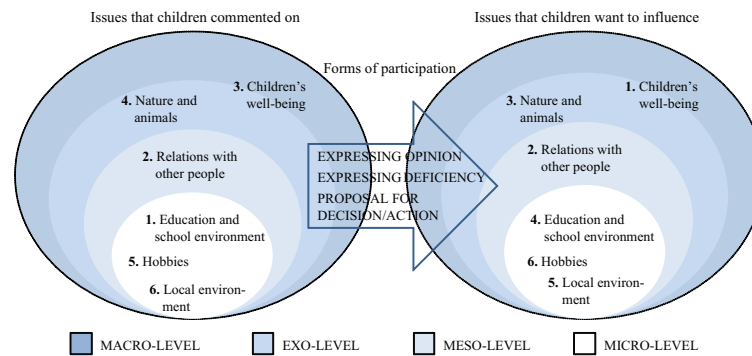 Issues that children commented on
Issues that children want to influence
Forms of participation
3. Children's
well-being
4. Nature and
animals
2. Relations with
other people
1. Education and
school environment
5. Hobbies
6. Local environ-
ment
EXPRESSING OPINION
EXPRESSING DEFICIENCY
PROPOSAL FOR
DECISION/ACTION
1. Children's
well-being
3. Nature and
animals
2. Relations with
other people
4. Education and
school environment
6. Hobbies
5. Local environ-
ment
MACRO-LEVEL
EXO-LEVEL
MESO-LEVEL
MICRO-LEVEL